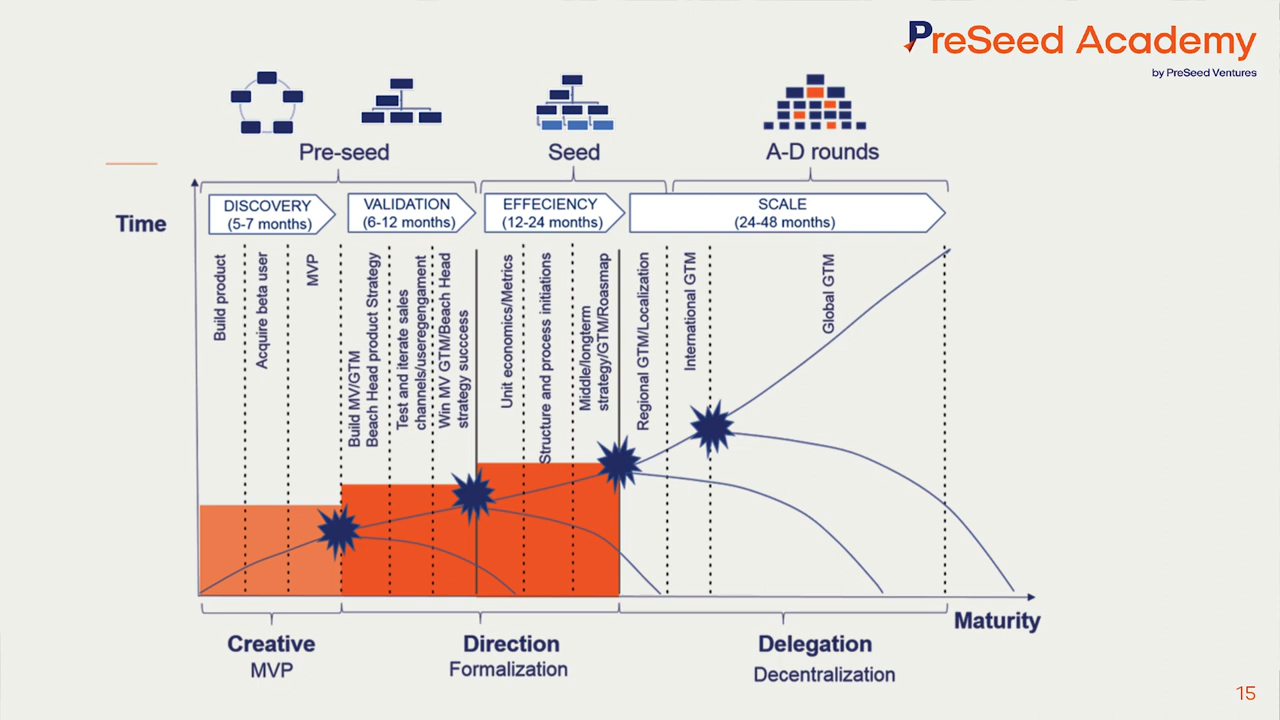 PreSeed Academy
by PreSeed Ventures
Pre-seed
Seed
A-D rounds
Time
DISCOVERY
(5-7 months)
VALIDATION
(6-12 months)
EFFECIENCY
(12-24 months)
SCALE
(24-48 months)
Build product
Acquire beta user
MVP
Build MV/GTM
Beach Head product Strategy
Test and iterate sales
channels/useregengament
Win MV GTM/Beach Head
strategy succcess
Unit economics/Metrics
Structure and process initiations
Middle/longterm
strategy/GTM/Roasmap
Regional GTM/Localization
International GTM
Global GTM
Maturity
Creative
MVP
Direction
Formalization
Delegation
Decentralization
15